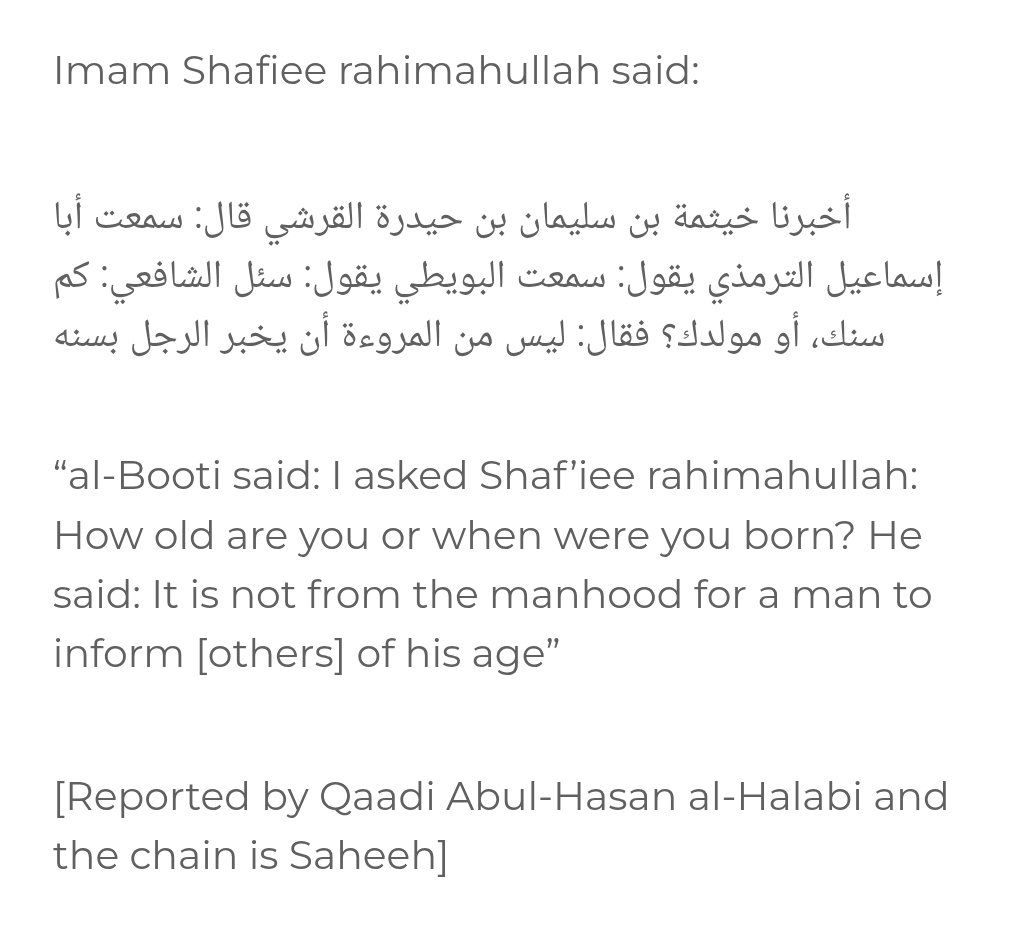 Imam Shafiee rahimahullah said:
أخبرنا خيثمة بن سليمان بن حيدرة القرشي قال: سمعت أبا
إسماعيل الترمذي يقول: سمعت البويطي يقول: سئل الشافعي: كم
سنك، أو مولدك؟ فقال: ليس من المروءة أن يخبر الرجل بسنه
“al-Booti said: I asked Shaf’iee rahimahullah:
How old are you or when were you born? He
said: It is not from the manhood for a man to
inform [others] of his age”
[Reported by Qaadi Abul-Hasan al-Halabi and
the chain is Saheeh]